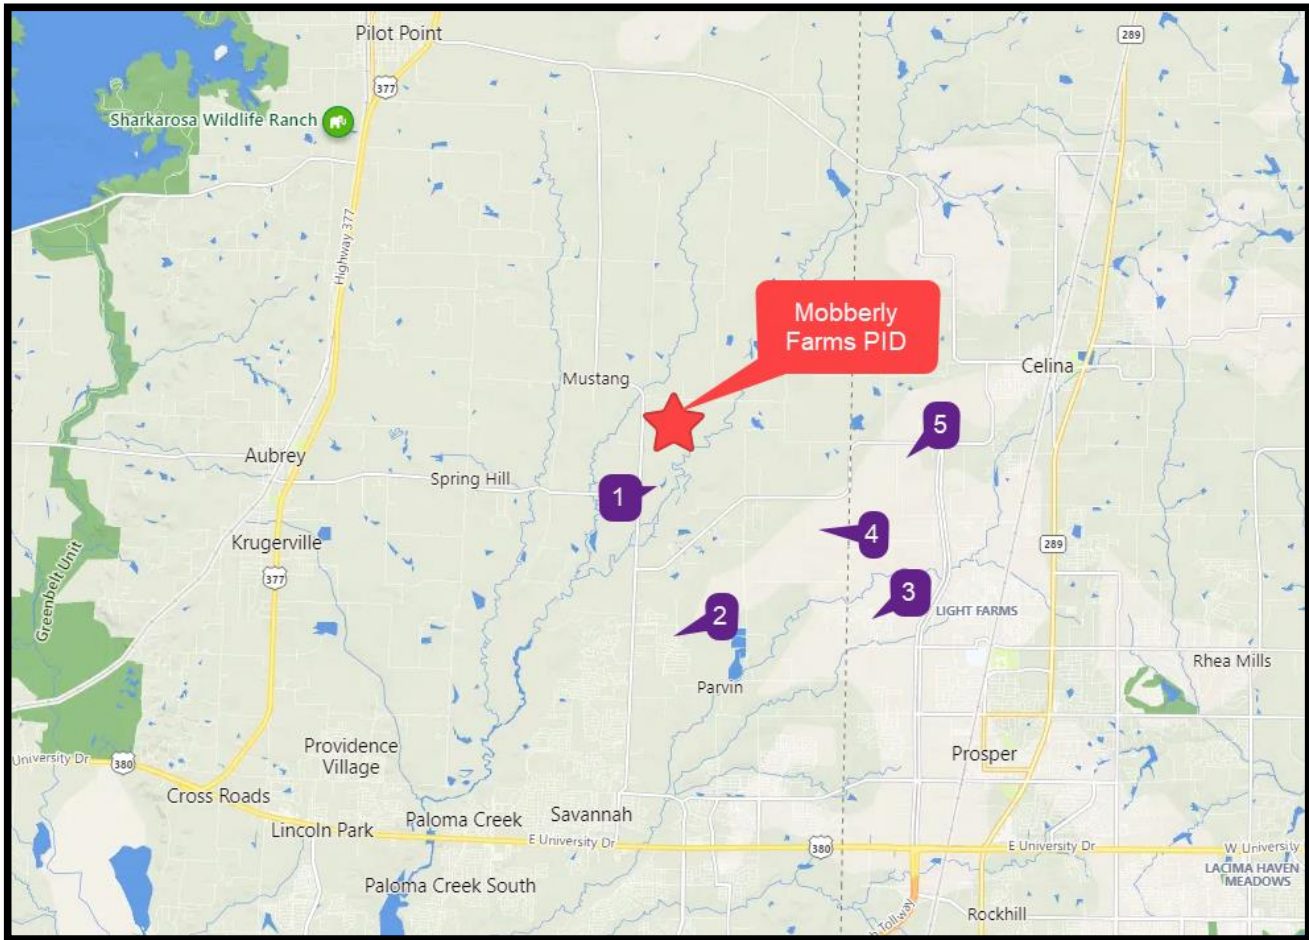 Pilot Point
289
377
Sharkarosa Wildlife Ranch
Highway 377
Mobberly
Farms PID
Mustang
Celina
5
Aubrey
Spring Hill
1
4
Krugerville
289
377
Greenbelt Unit
3
2
LIGHT FARMS
Rhea Mills
Parvin
Providence
Village
Prosper
University Dr
380
Cross Roads
Savannah
Lincoln Park
Paloma Creek
E University Dr
380
E University Dr
W University
LACIMA HAVEN
MEADOWS
Paloma Creek South
Rockhill
h Tollway